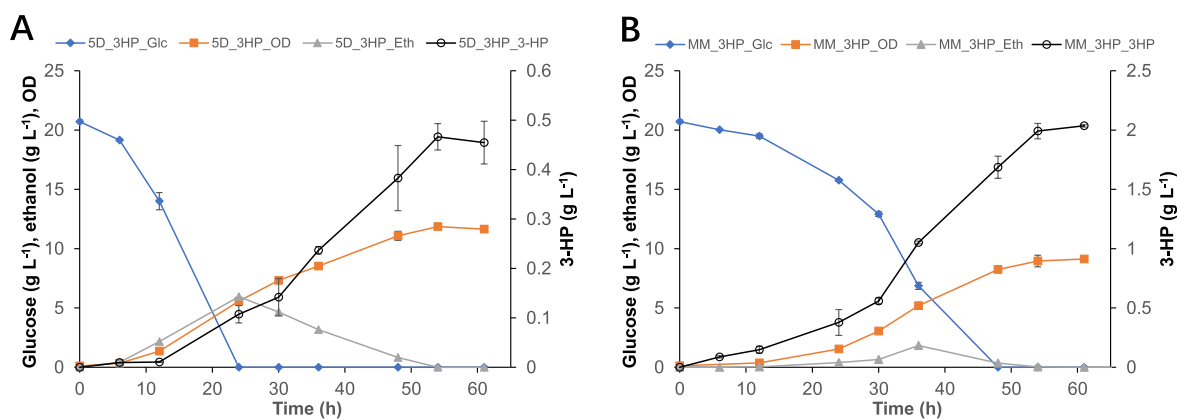 A
5D_3HP_Glc 5D_3HP_OD 5D_3HP_Eth 5D_3HP_3-HP
25 0.6
20 0.5
15 0.4
10 0.3
5 0.2
0 0.1
0
0 10 20 30 40 50 60
Time (h)
Glucose (g L⁻¹), ethanol (g L⁻¹), OD
3-HP (g L⁻¹)
B
MM_3HP_Glc MM_3HP_OD MM_3HP_Eth MM_3HP_3HP
25 2.5
20 2
15 1.5
10 1
5 0.5
0 0
0 10 20 30 40 50 60
Time (h)
Glucose (g L⁻¹), ethanol (g L⁻¹), OD
3-HP (g L⁻¹)